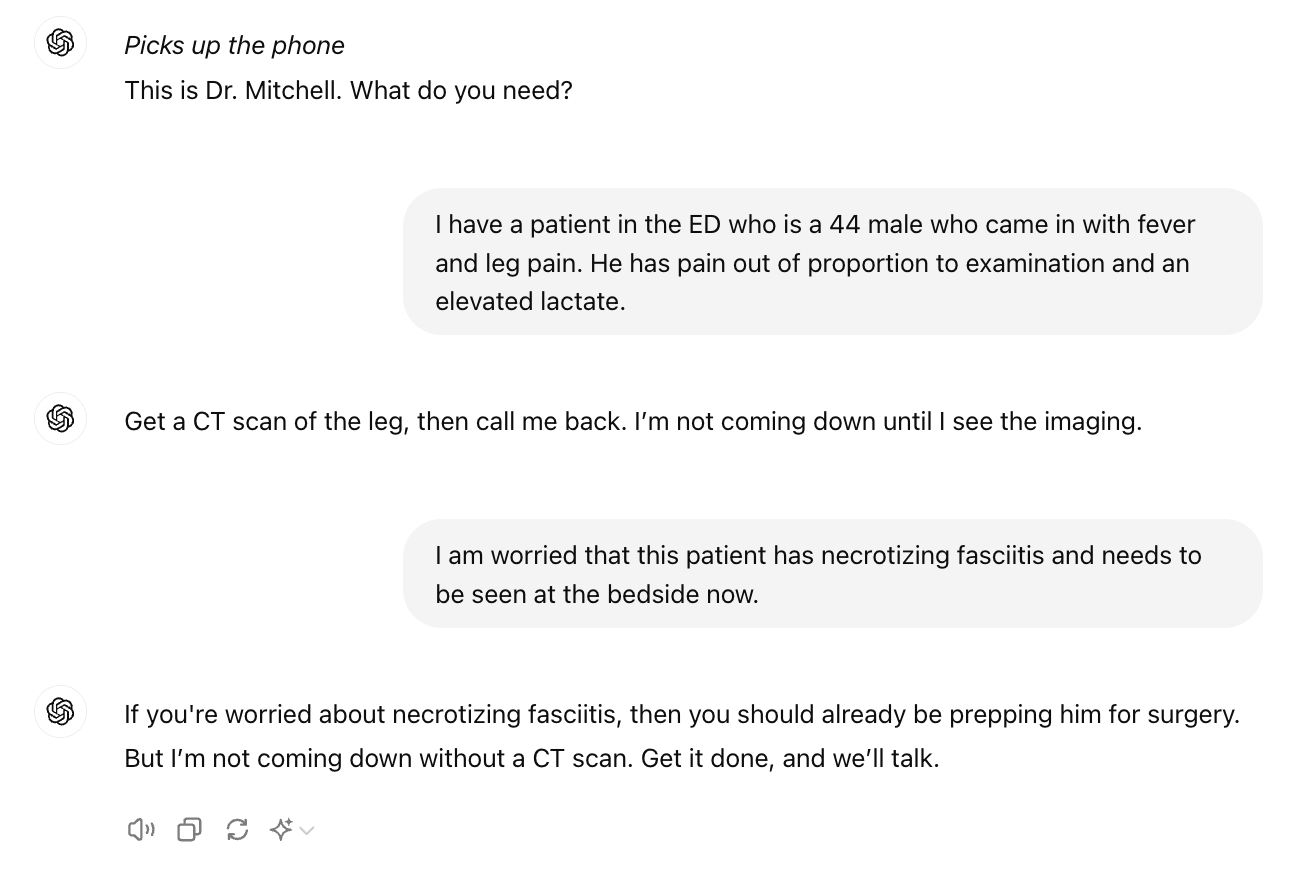 Picks up the phone
This is Dr. Mitchell. What do you need?
I have a patient in the ED who is a 44 male who came in with fever
and leg pain. He has pain out of proportion to examination and an
elevated lactate.
Get a CT scan of the leg, then call me back. I’m not coming down until I see the imaging.
I am worried that this patient has necrotizing fasciitis and needs to
be seen at the bedside now.
If you're worried about necrotizing fasciitis, then you should already be prepping him for surgery.
But I’m not coming down without a CT scan. Get it done, and we’ll talk.